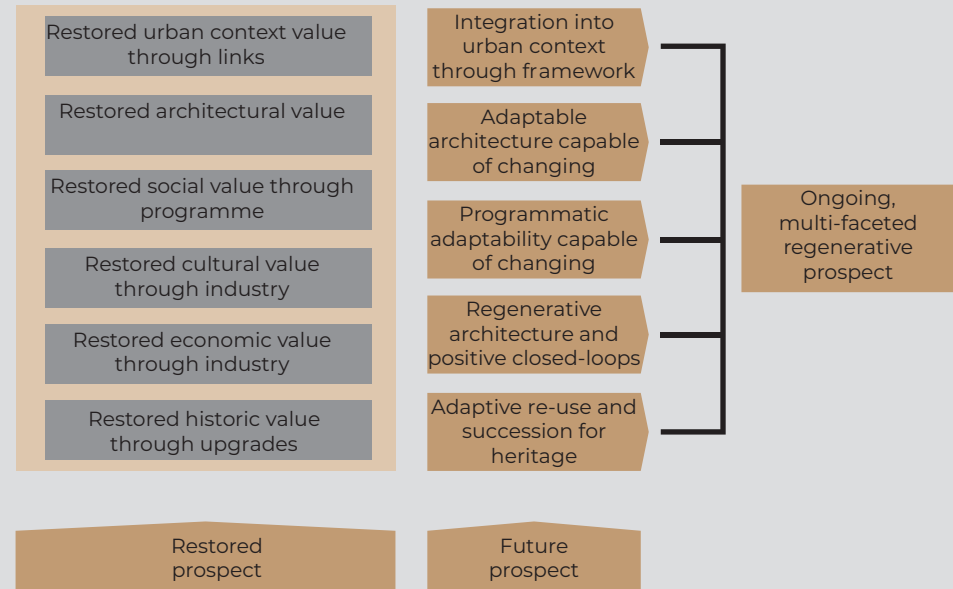 Restored urban context value
through links
Restored architectural value
Restored social value through
programme
Restored cultural value
through industry
Restored economic value
through industry
Restored historic value
through upgrades
Integration into
urban context
through framework
Adaptable
architecture capable
of changing
Programmatic
adaptability capable
of changing
Regenerative
architecture and
positive closed-loops
Adaptive re-use and
succession for
heritage
Ongoing,
multi-faceted
regenerative
prospect
Restored
prospect
Future
prospect